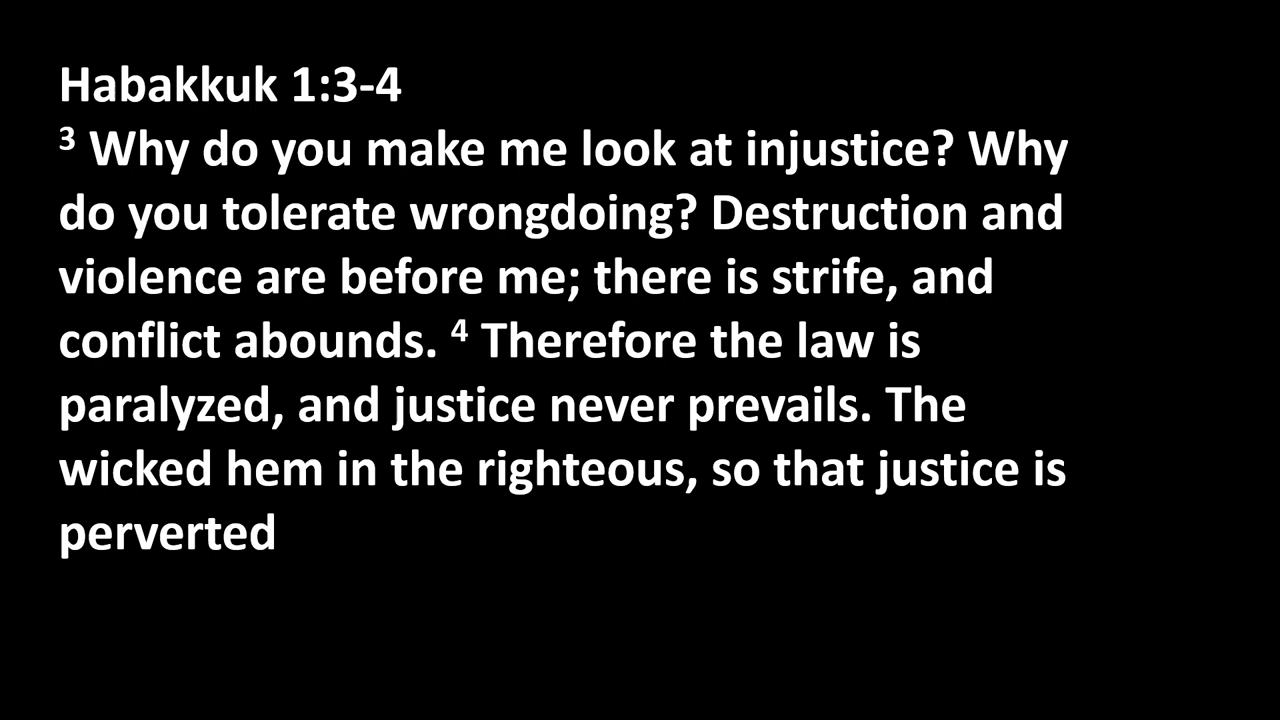 Habakkuk 1:3-4
3 Why do you make me look at injustice? Why
do you tolerate wrongdoing? Destruction and
violence are before me; there is strife, and
conflict abounds. 4 Therefore the law is
paralyzed, and justice never prevails. The
wicked hem in the righteous, so that justice is
perverted